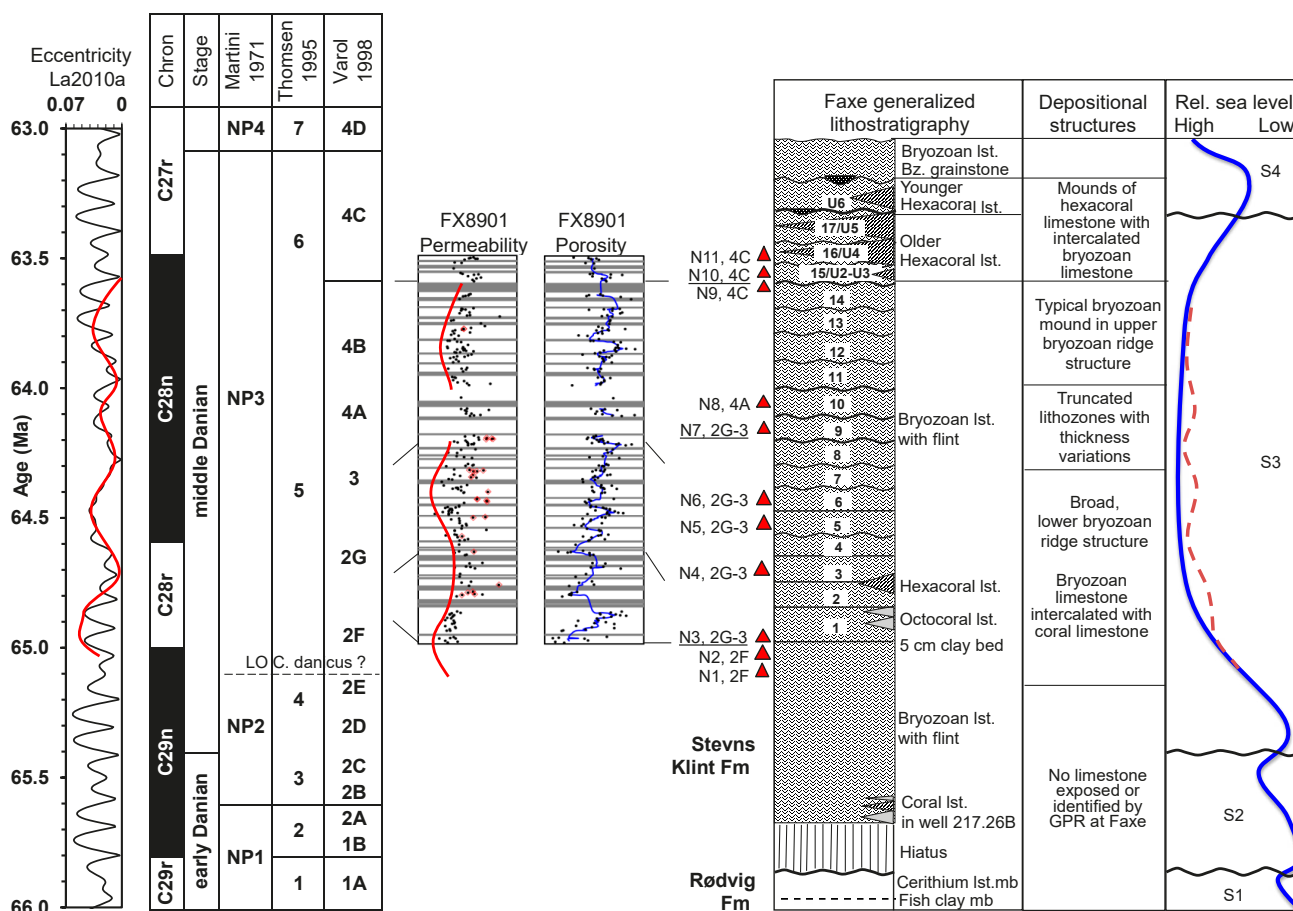 Eccentricity
La2010a
0.07 0
Age (Ma)
63.0
63.5
64.0
64.5
65.0
65.5
66.0
Chron
Stage
Martini
1971
Thomsen
1995
Varol
1998
C27r
C28n
C28r
C29n
C29r
middle Danian
early Danian
NP4
NP3
NP2
NP1
7
6
5
4
3
2
1
4D
4C
4B
4A
3
2G
2F
LO C. danicus ?
2E
2D
2C
2B
2A
1B
1A
FX8901
Permeability
FX8901
Porosity
N11, 4C
N10, 4C
N9, 4C
N8, 4A
N7, 2G-3
N6, 2G-3
N5, 2G-3
N4, 2G-3
N3, 2G-3
N2, 2F
N1, 2F
Stevns
Klint Fm
Rødvig
Fm
Faxe generalized
lithostratigraphy
U6
17/U5
16/U4
15/U2-U3
14
13
12
11
10
9
8
7
6
5
4
3
2
1
Bryozoan lst.
Bz. grainstone
Younger
Hexacoral lst.
Older
Hexacoral lst.
Bryozoan lst.
with flint
Hexacoral lst.
Octocoral lst.
5 cm clay bed
Bryozoan lst.
with flint
Coral lst.
in well 217.26B
Hiatus
Cerithium lst.mb
Fish clay mb
Depositional
structures
Mounds of
hexacoral
limestone with
intercalated
bryozoan
limestone
Typical bryozoan
mound in upper
bryozoan ridge
structure
Truncated
lithozones with
thickness
variations
Broad,
lower bryozoan
ridge structure
Bryozoan
limestone
intercalated with
coral limestone
No limestone
exposed or
identified by
GPR at Faxe
Rel. sea level
High Low
S4
S3
S2
S1